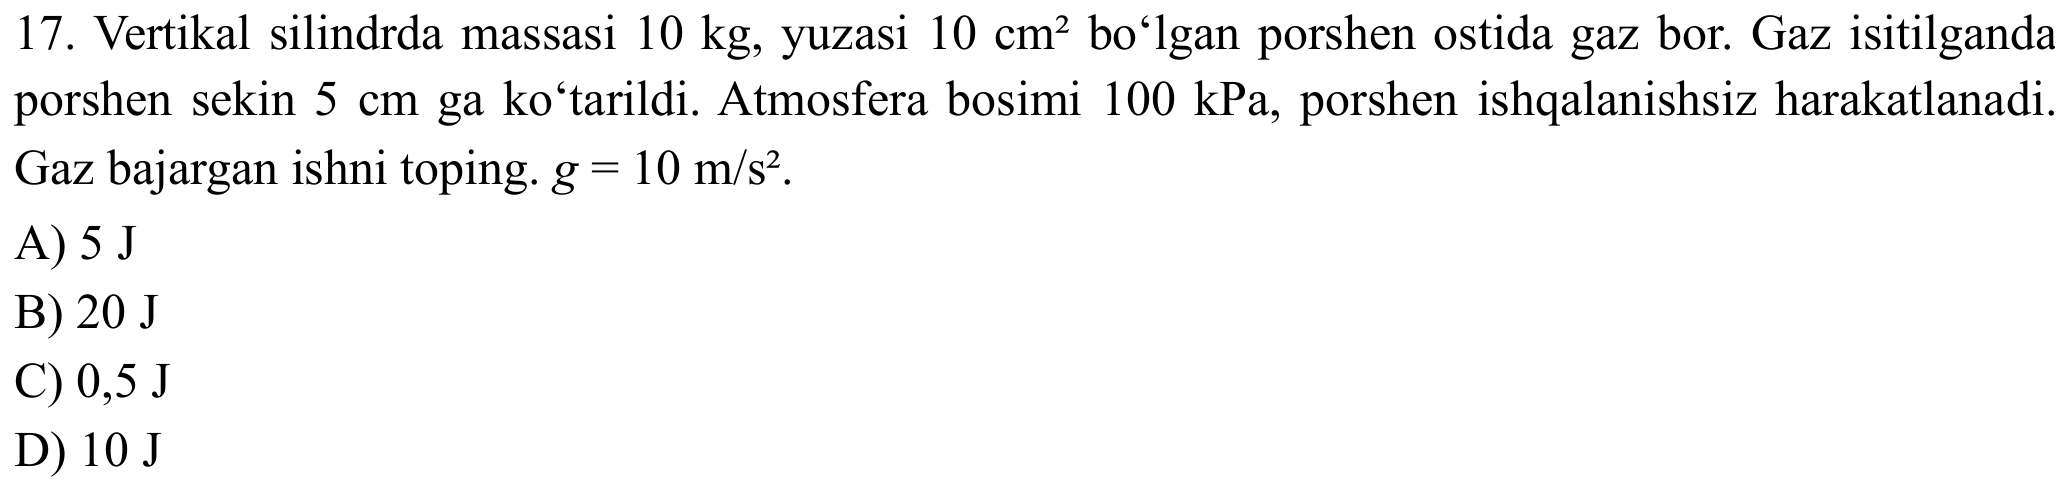 17. Vertikal silindrda massasi 10 kg, yuzasi 10 cm² bo‘lgan porshen ostida gaz bor. Gaz isitilganda
porshen sekin 5 cm ga ko‘tarildi. Atmosfera bosimi 100 kPa, porshen ishqalanishsiz harakatlanadi.
Gaz bajargan ishni toping. g = 10 m/s².
A) 5 J
B) 20 J
C) 0,5 J
D) 10 J